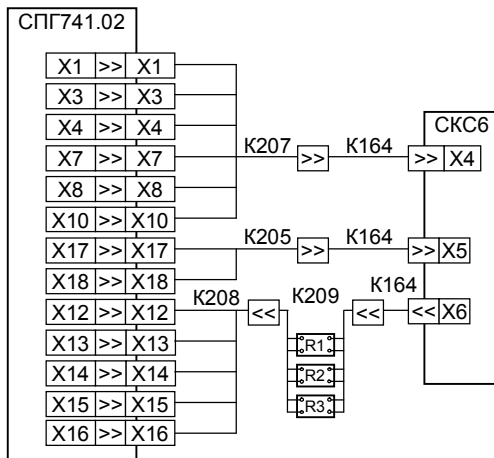 СПГ741.02
X1 >> X1
X3 >> X3
X4 >> X4
X7 >> X7
X8 >> X8
X10 >> X10
X17 >> X17
X18 >> X18
X12 >> X12
X13 >> X13
X14 >> X14
X15 >> X15
X16 >> X16
К207 >> К164
К205 >> К164
К208 << К209 << К164
R1
R2
R3
СКС6
>> X4
>> X5
<< X6